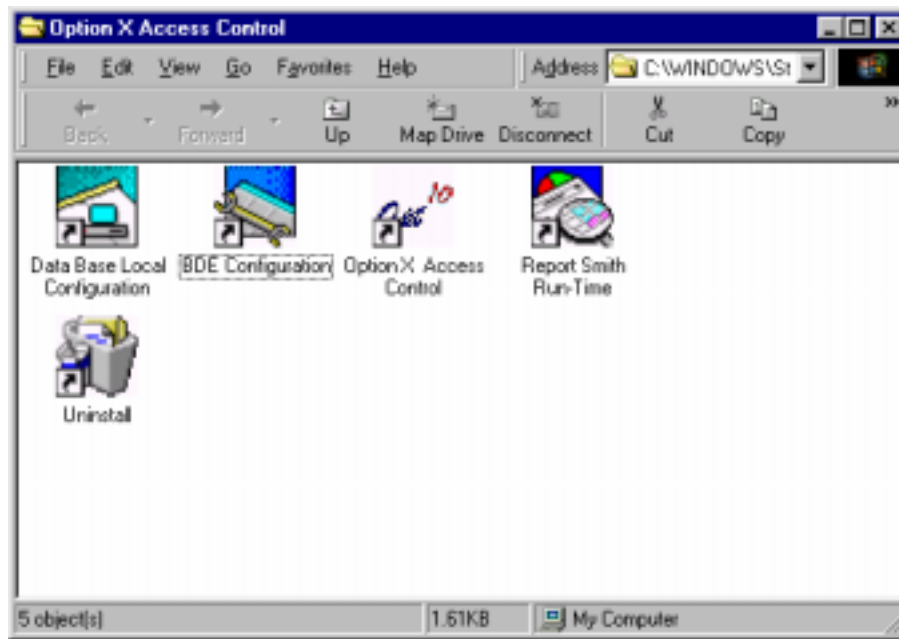 Option X Access Control
File Edit View Go Favorites Help Address C:\WINDOWS\St
Back Forward Up Map Drive Disconnect Cut Copy »
Data Base Local
Configuration
BDE Configuration
Option X Access
Control
Report Smith
Run-Time
Uninstall
5 object(s) 1.61KB My Computer